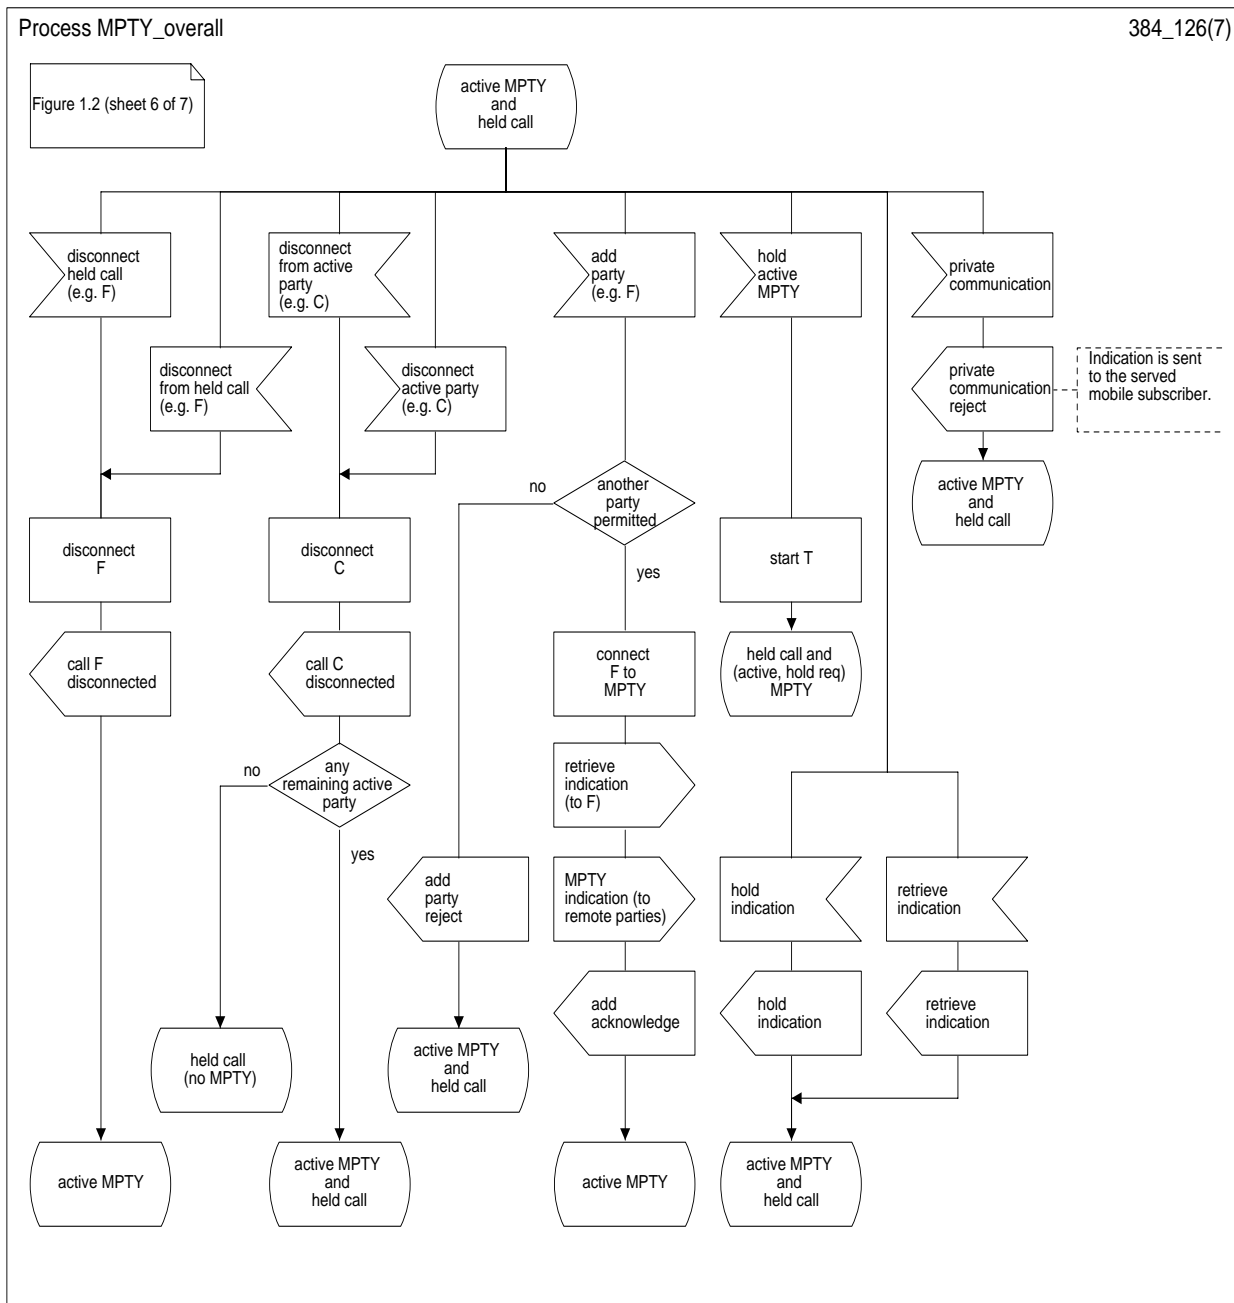 Process MPTY_overall
384_126(7)
Figure 1.2 (sheet 6 of 7)
active MPTY
and
held call
disconnect
held call
(e.g. F)
disconnect
from active
party
(e.g. C)
add
party
(e.g. F)
hold
active
MPTY
private
communication
disconnect
from held call
(e.g. F)
disconnect
active party
(e.g. C)
private
communication
reject
Indication is sent
to the served
mobile subscriber.
no
another
party
permitted
yes
active MPTY
and
held call
disconnect
F
disconnect
C
start T
call F
disconnected
call C
disconnected
connect
F to
MPTY
held call and
(active, hold req)
MPTY
no
any
remaining active
party
yes
retrieve
indication
(to F)
add
party
reject
MPTY
indication (to
remote parties)
hold
indication
retrieve
indication
add
acknowledge
hold
indication
retrieve
indication
held call
(no MPTY)
active MPTY
and
held call
active MPTY
active MPTY
and
held call
active MPTY
active MPTY
and
held call